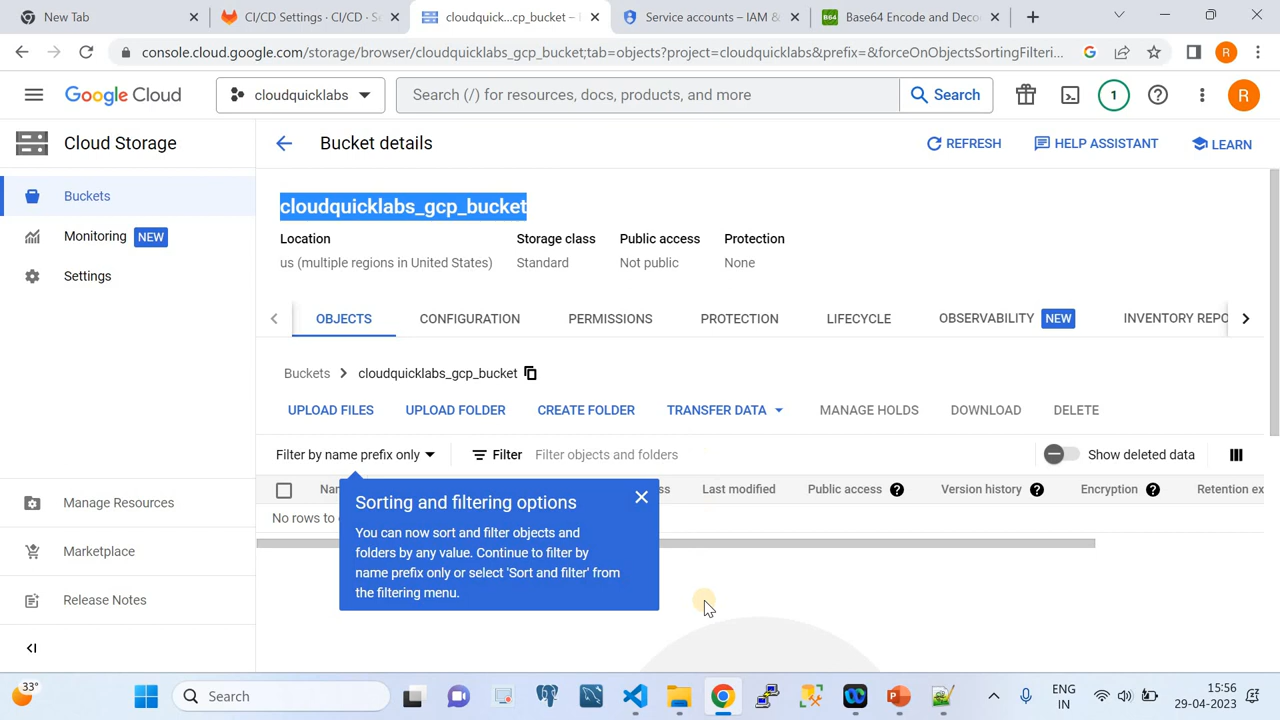 New Tab
CI/CD Settings · CI/CD · Se
cloudquick...cp_bucket –
Service accounts – IAM &
B64
Base64 Encode and Deco
console.cloud.google.com/storage/browser/cloudquicklabs_gcp_bucket;tab=objects?project=cloudquicklabs&prefix=&forceOnObjectsSortingFilteri...
G
R
Google Cloud
cloudquicklabs
Search (/) for resources, docs, products, and more
Search
1
R
Cloud Storage
Bucket details
REFRESH
HELP ASSISTANT
LEARN
Buckets
Monitoring NEW
Settings
cloudquicklabs_gcp_bucket
Location
Storage class
Public access
Protection
us (multiple regions in United States)
Standard
Not public
None
OBJECTS
CONFIGURATION
PERMISSIONS
PROTECTION
LIFECYCLE
OBSERVABILITY NEW
INVENTORY REPO
Buckets > cloudquicklabs_gcp_bucket
UPLOAD FILES
UPLOAD FOLDER
CREATE FOLDER
TRANSFER DATA
MANAGE HOLDS
DOWNLOAD
DELETE
Filter by name prefix only
Filter
Filter objects and folders
Show deleted data
Last modified
Public access
Version history
Encryption
Retention ex
No rows to
Sorting and filtering options
You can now sort and filter objects and
folders by any value. Continue to filter by
name prefix only or select 'Sort and filter' from
the filtering menu.
Manage Resources
Marketplace
Release Notes
33°
Search
ENG
IN
15:56
29-04-2023